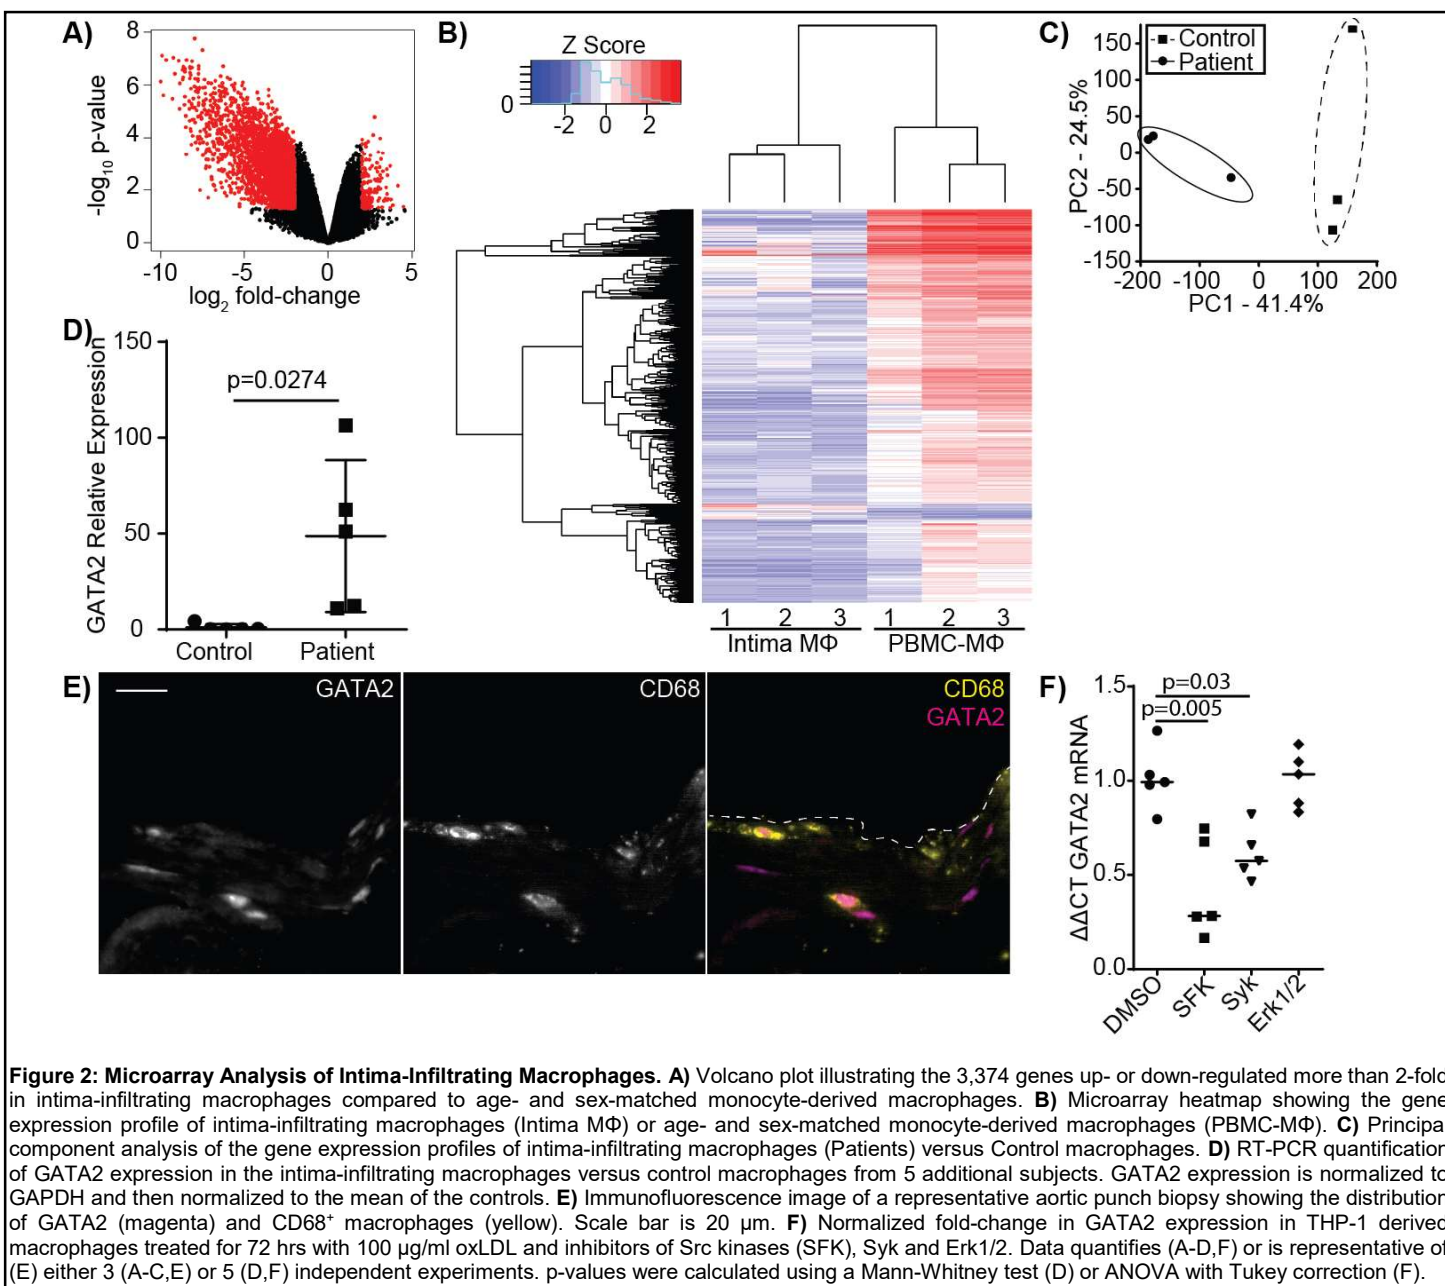 A)
8
6
4
2
0
-log10 p-value
-10
-5
0
5
log2 fold-change
B)
Z Score
0
-2
0
2
1
2
3
1
2
3
Intima MΦ
PBMC-MΦ
C)
Control
Patient
150
100
50
0
-50
-100
-150
PC2 - 24.5%
-200
-100
0
100
200
PC1 - 41.4%
D)
150
100
50
0
GATA2 Relative Expression
p=0.0274
Control
Patient
E)
GATA2
CD68
CD68
GATA2
F)
1.5
1.0
0.5
0.0
ΔΔCT GATA2 mRNA
p=0.03
p=0.005
DMSO
SFK
Syk
Erk1/2
Figure 2: Microarray Analysis of Intima-Infiltrating Macrophages. A) Volcano plot illustrating the 3,374 genes up- or down-regulated more than 2-fold
in intima-infiltrating macrophages compared to age- and sex-matched monocyte-derived macrophages. B) Microarray heatmap showing the gene
expression profile of intima-infiltrating macrophages (Intima MΦ) or age- and sex-matched monocyte-derived macrophages (PBMC-MΦ). C) Principa
component analysis of the gene expression profiles of intima-infiltrating macrophages (Patients) versus Control macrophages. D) RT-PCR quantification
of GATA2 expression in the intima-infiltrating macrophages versus control macrophages from 5 additional subjects. GATA2 expression is normalized to
GAPDH and then normalized to the mean of the controls. E) Immunofluorescence image of a representative aortic punch biopsy showing the distribution
of GATA2 (magenta) and CD68+ macrophages (yellow). Scale bar is 20 µm. F) Normalized fold-change in GATA2 expression in THP-1 derived
macrophages treated for 72 hrs with 100 µg/ml oxLDL and inhibitors of Src kinases (SFK), Syk and Erk1/2. Data quantifies (A-D,F) or is representative of
(E) either 3 (A-C,E) or 5 (D,F) independent experiments. p-values were calculated using a Mann-Whitney test (D) or ANOVA with Tukey correction (F).